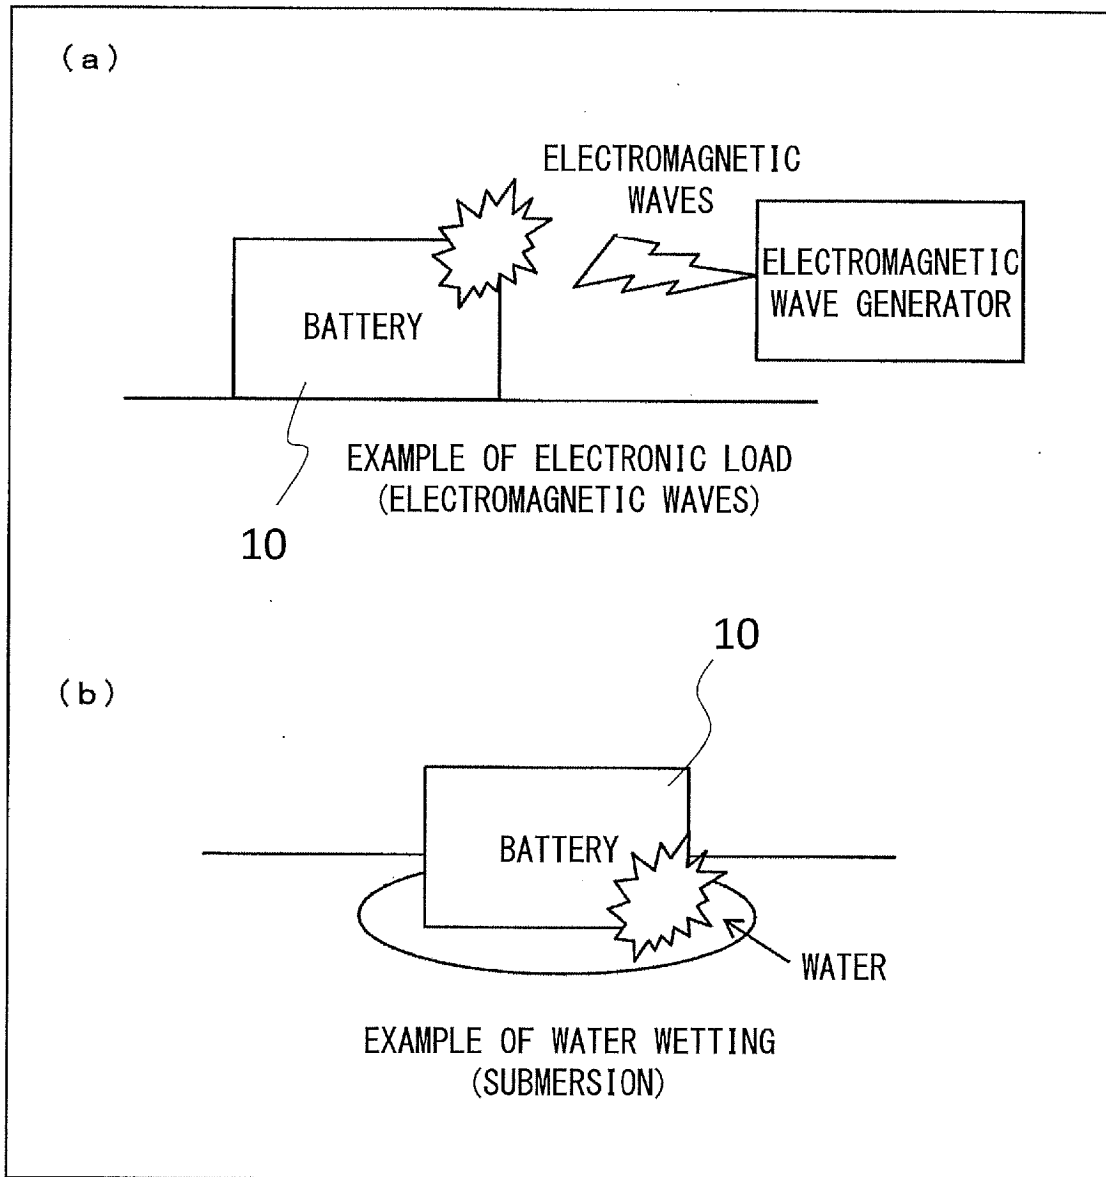 (a)
ELECTROMAGNETIC
WAVES
ELECTROMAGNETIC
WAVE GENERATOR
BATTERY
EXAMPLE OF ELECTRONIC LOAD
(ELECTROMAGNETIC WAVES)
10
10
(b)
BATTERY
WATER
EXAMPLE OF WATER WETTING
(SUBMERSION)